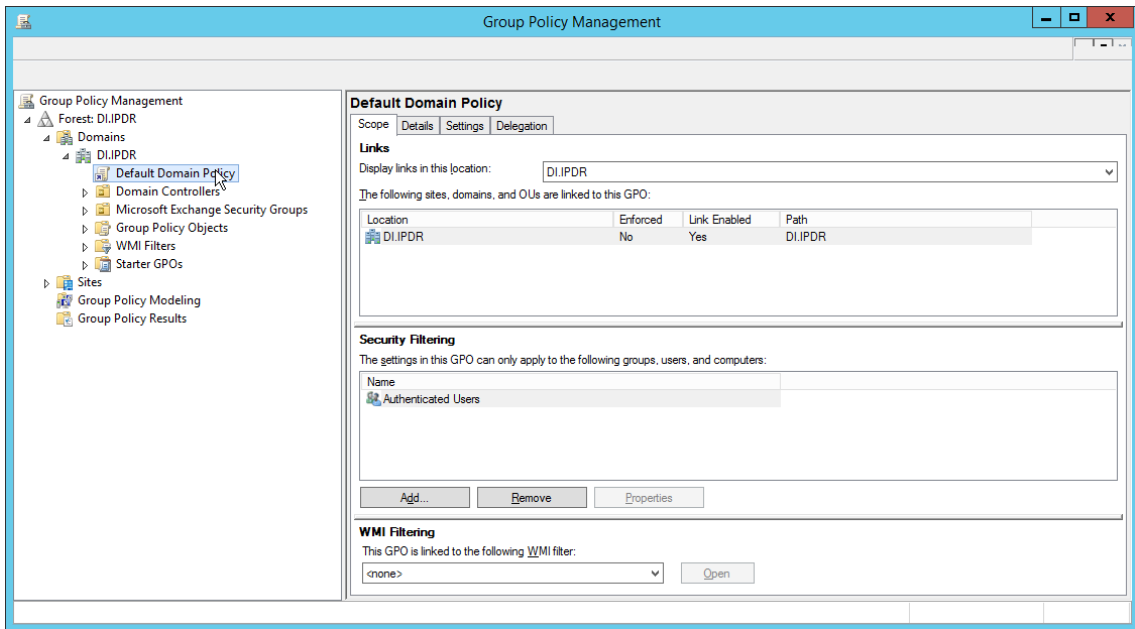 Group Policy Management
Group Policy Management
Forest: DI.IPDR
Domains
DI.IPDR
Default Domain Policy
Domain Controllers
Microsoft Exchange Security Groups
Group Policy Objects
WMI Filters
Starter GPOs
Sites
Group Policy Modeling
Group Policy Results
Default Domain Policy
Scope Details Settings Delegation
Links
Display links in this location: DI.IPDR
The following sites, domains, and OUs are linked to this GPO:
Location Enforced Link Enabled Path
DI.IPDR No Yes DI.IPDR
Security Filtering
The settings in this GPO can only apply to the following groups, users, and computers:
Name
Authenticated Users
Add... Remove Properties
WMI Filtering
This GPO is linked to the following WMI filter:
<none> Open